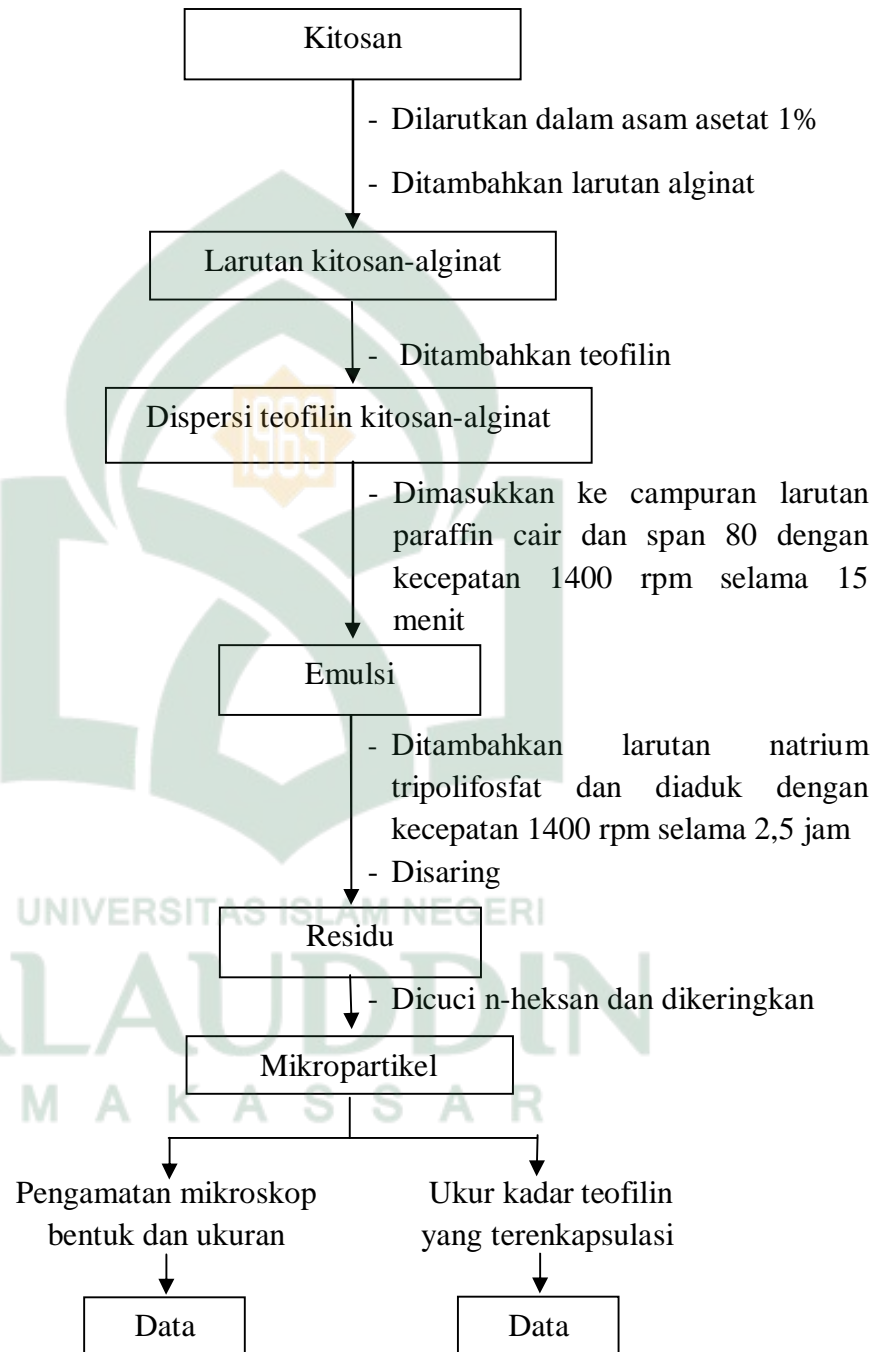 Kitosan
- Dilarutkan dalam asam asetat 1%
- Ditambahkan larutan alginat
Larutan kitosan-alginat
- Ditambahkan teofilin
Dispersi teofilin kitosan-alginat
1965
- Dimasukkan ke campuran larutan
paraffin cair dan span 80 dengan
kecepatan 1400 rpm selama 15
menit
Emulsi
- Ditambahkan larutan natrium
tripolifosfat dan diaduk dengan
kecepatan 1400 rpm selama 2,5 jam
- Disaring
UNIVERSITAS ISLAM NEGERI
Residu
- Dicuci n-heksan dan dikeringkan
ALAUDDIN
Mikropartikel
MAKASSAR
Pengamatan mikroskop
bentuk dan ukuran
Ukur kadar teofilin
yang terenkapsulasi
Data
Data